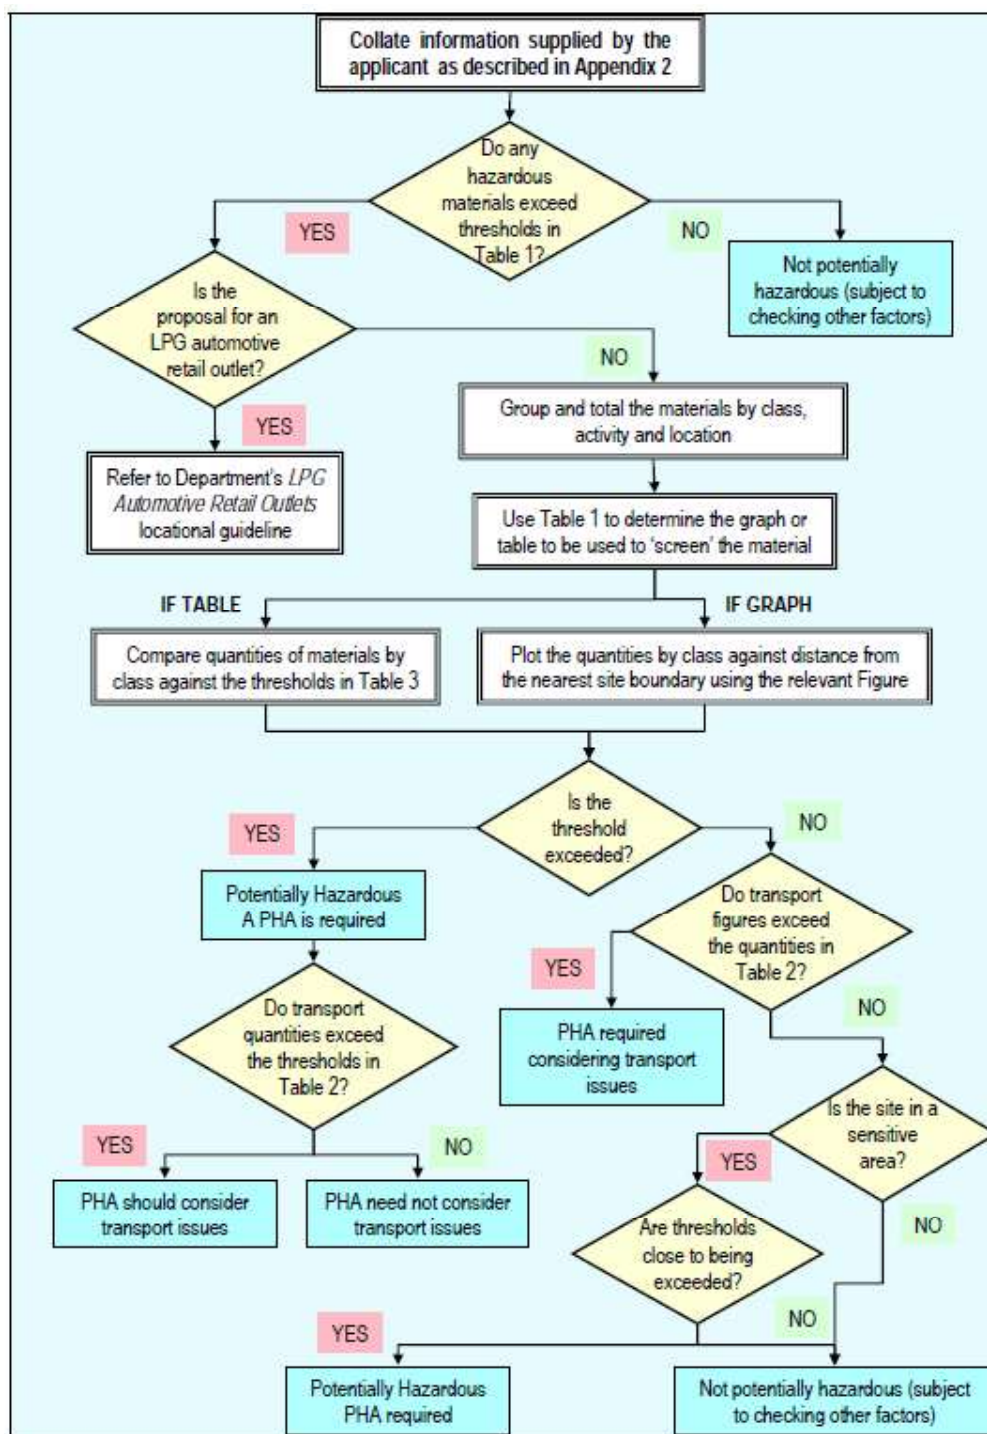 Collate information supplied by the
applicant as described in Appendix 2
Do any
hazardous
materials exceed
thresholds in
Table 1?
YES
NO
Is the
proposal for an
LPG automotive
retail outlet?
Not potentially
hazardous (subject to
checking other factors)
NO
YES
Group and total the materials by class,
activity and location
Refer to Department's LPG
Automotive Retail Outlets
locational guideline
Use Table 1 to determine the graph or
table to be used to 'screen' the material
IF TABLE
IF GRAPH
Compare quantities of materials by
class against the thresholds in Table 3
Plot the quantities by class against distance from
the nearest site boundary using the relevant Figure
Is the
threshold
exceeded?
YES
NO
Potentially Hazardous
A PHA is required
Do transport
figures exceed
the quantities in
Table 2?
YES
NO
Do transport
quantities exceed
the thresholds in
Table 2?
PHA required
considering transport
issues
Is the site in a
sensitive
area?
YES
NO
YES
NO
PHA should consider
transport issues
PHA need not consider
transport issues
Are thresholds
close to being
exceeded?
YES
NO
Potentially Hazardous
PHA required
Not potentially hazardous (subject
to checking other factors)